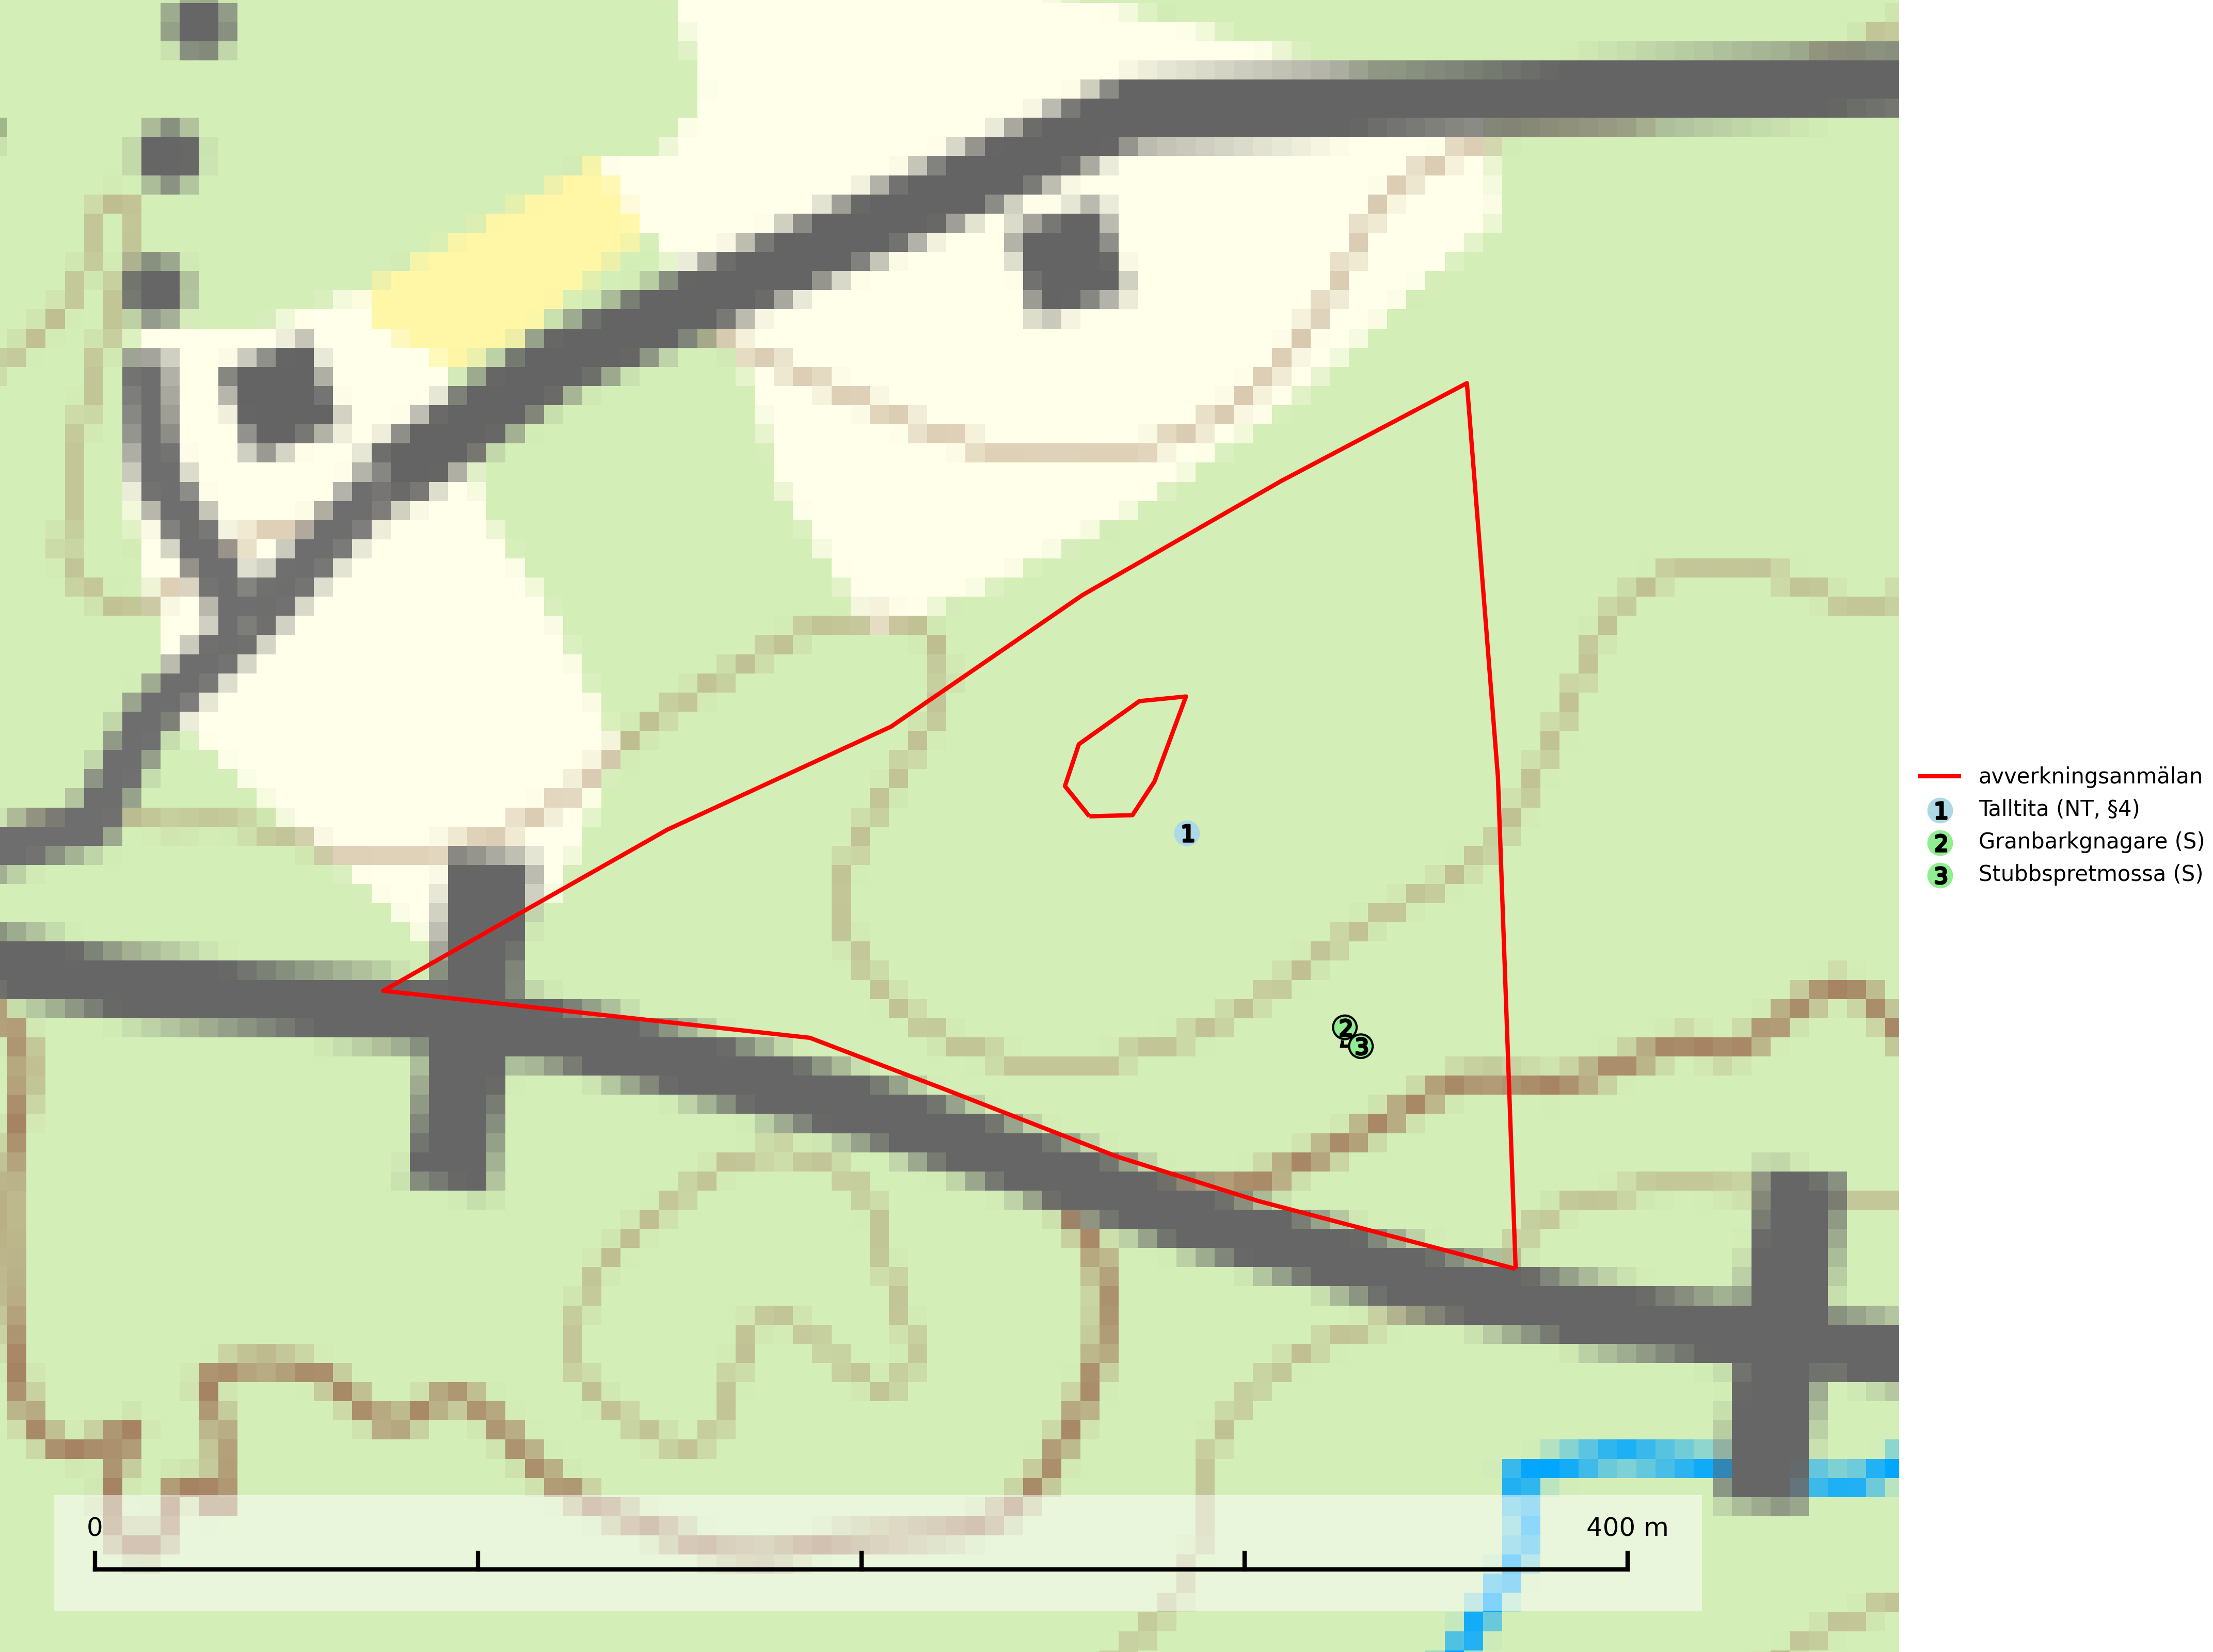 avverkningsanmälan
1 Talltita (NT, §4)
2 Granbarkgnagare (S)
3 Stubbspretmossa (S)
1
2
3
0 400 m